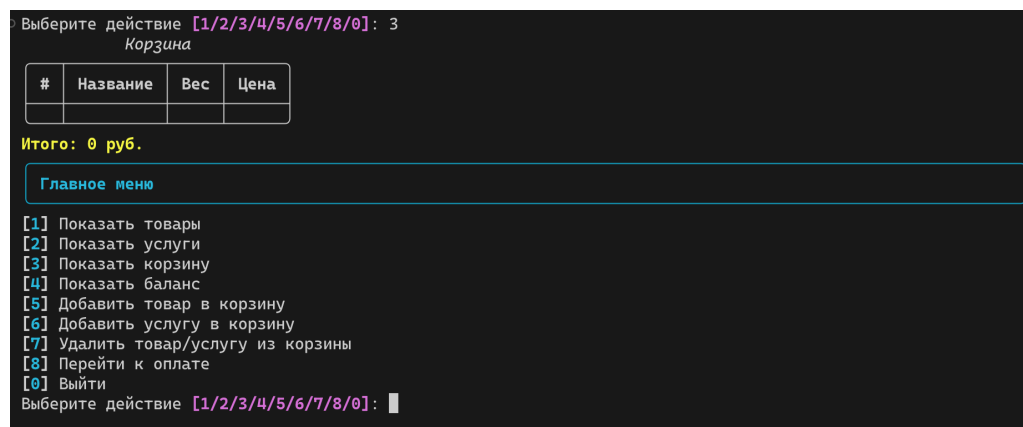 Выберите действие [1/2/3/4/5/6/7/8/0]: 3
Корзина
# Название Вес Цена
Итого: 0 руб.
Главное меню
[1] Показать товары
[2] Показать услуги
[3] Показать корзину
[4] Показать баланс
[5] Добавить товар в корзину
[6] Добавить услугу в корзину
[7] Удалить товар/услугу из корзины
[8] Перейти к оплате
[0] Выйти
Выберите действие [1/2/3/4/5/6/7/8/0]: